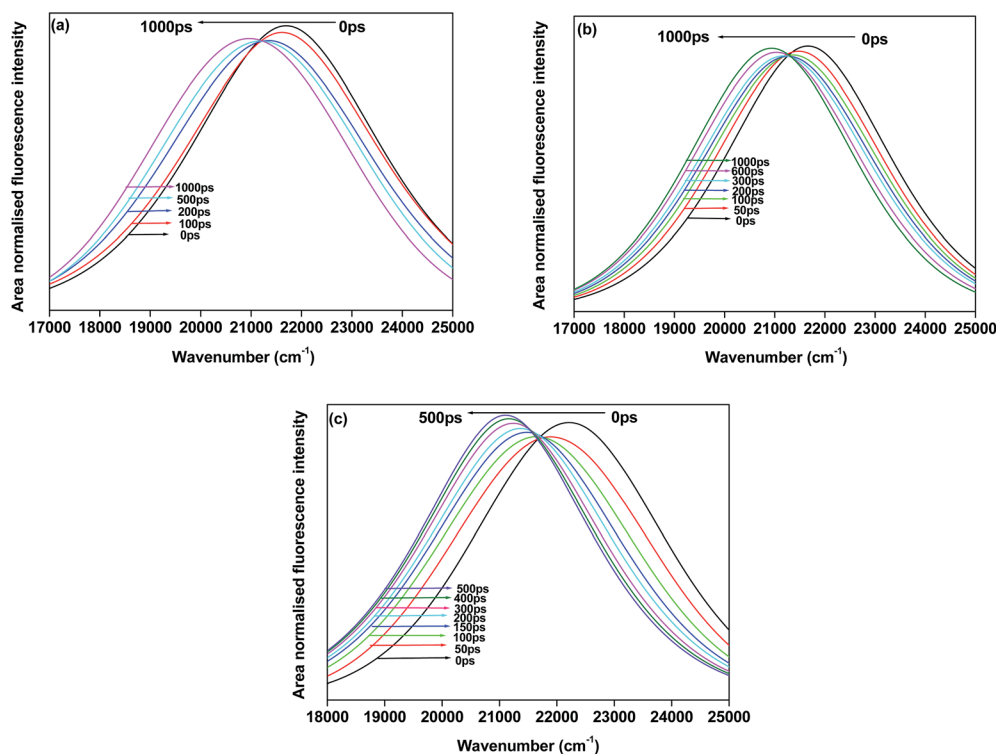 (a)
1000ps
0ps
Area normalised fluorescence intensity
1000ps
500ps
200ps
100ps
0ps
17000 18000 19000 20000 21000 22000 23000 24000 25000
Wavenumber (cm⁻¹)
(b)
1000ps
0ps
Area normalised fluorescence intensity
1000ps
600ps
300ps
200ps
100ps
50ps
0ps
17000 18000 19000 20000 21000 22000 23000 24000 25000
Wavenumber (cm⁻¹)
(c)
500ps
0ps
Area normalised fluorescence intensity
500ps
400ps
300ps
200ps
150ps
100ps
50ps
0ps
18000 19000 20000 21000 22000 23000 24000 25000
Wavenumber (cm⁻¹)